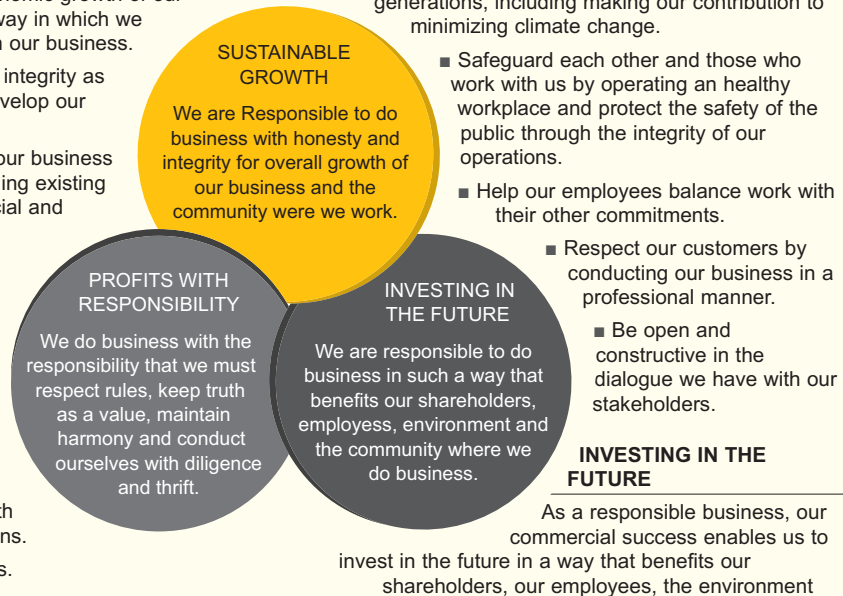 growth of our
way in which we
our business.
integrity as
velop our
our business
ing existing
cial and
th
ns.
s.
SUSTAINABLE
GROWTH
We are Responsible to do
business with honesty and
integrity for overall growth of
our business and the
community were we work.
PROFITS WITH
RESPONSIBILITY
We do business with the
responsibility that we must
respect rules, keep truth
as a value, maintain
harmony and conduct
ourselves with diligence
and thrift.
INVESTING IN
THE FUTURE
We are responsible to do
business in such a way that
benefits our shareholders,
employess, environment and
the community where we
do business.
generations, including making our contribution to
minimizing climate change.
■ Safeguard each other and those who
work with us by operating an healthy
workplace and protect the safety of the
public through the integrity of our
operations.
■ Help our employees balance work with
their other commitments.
■ Respect our customers by
conducting our business in a
professional manner.
■ Be open and
constructive in the
dialogue we have with our
stakeholders.
INVESTING IN THE
FUTURE
As a responsible business, our
commercial success enables us to
invest in the future in a way that benefits our
shareholders, our employees, the environment